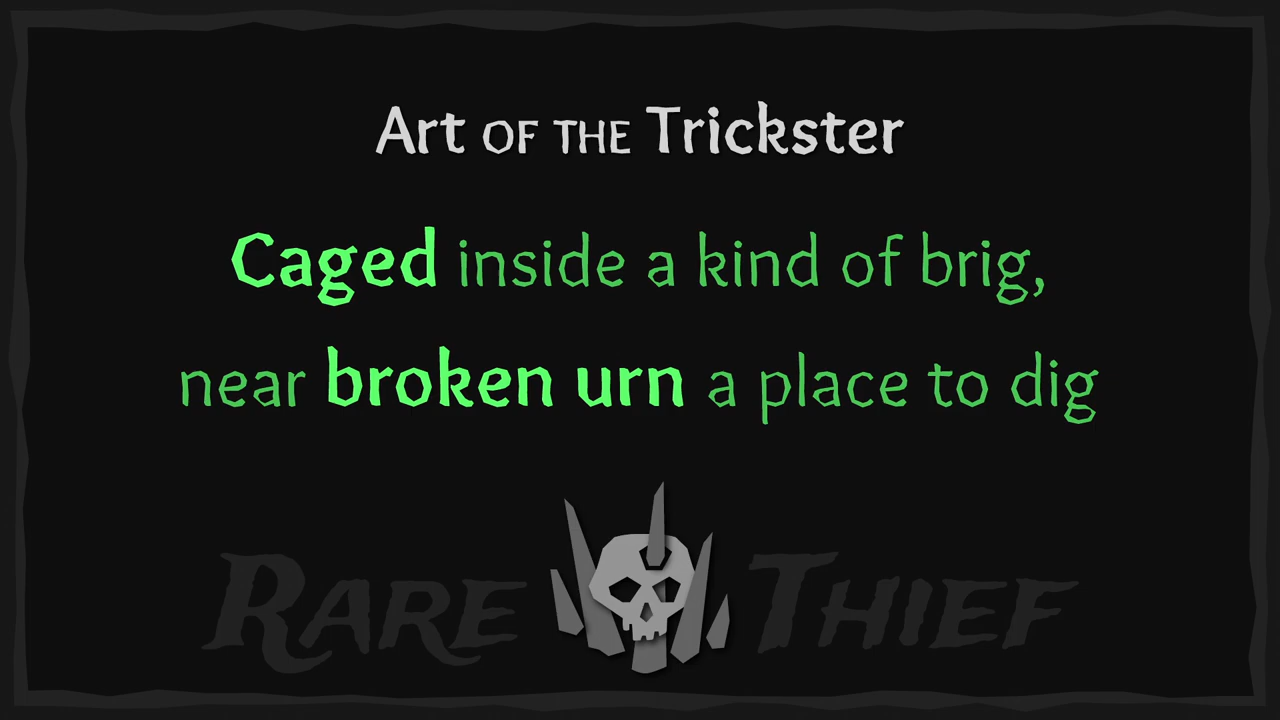 Art OF THE Trickster
Caged inside a kind of brig,
near broken urn a place to dig
RARE THIEF